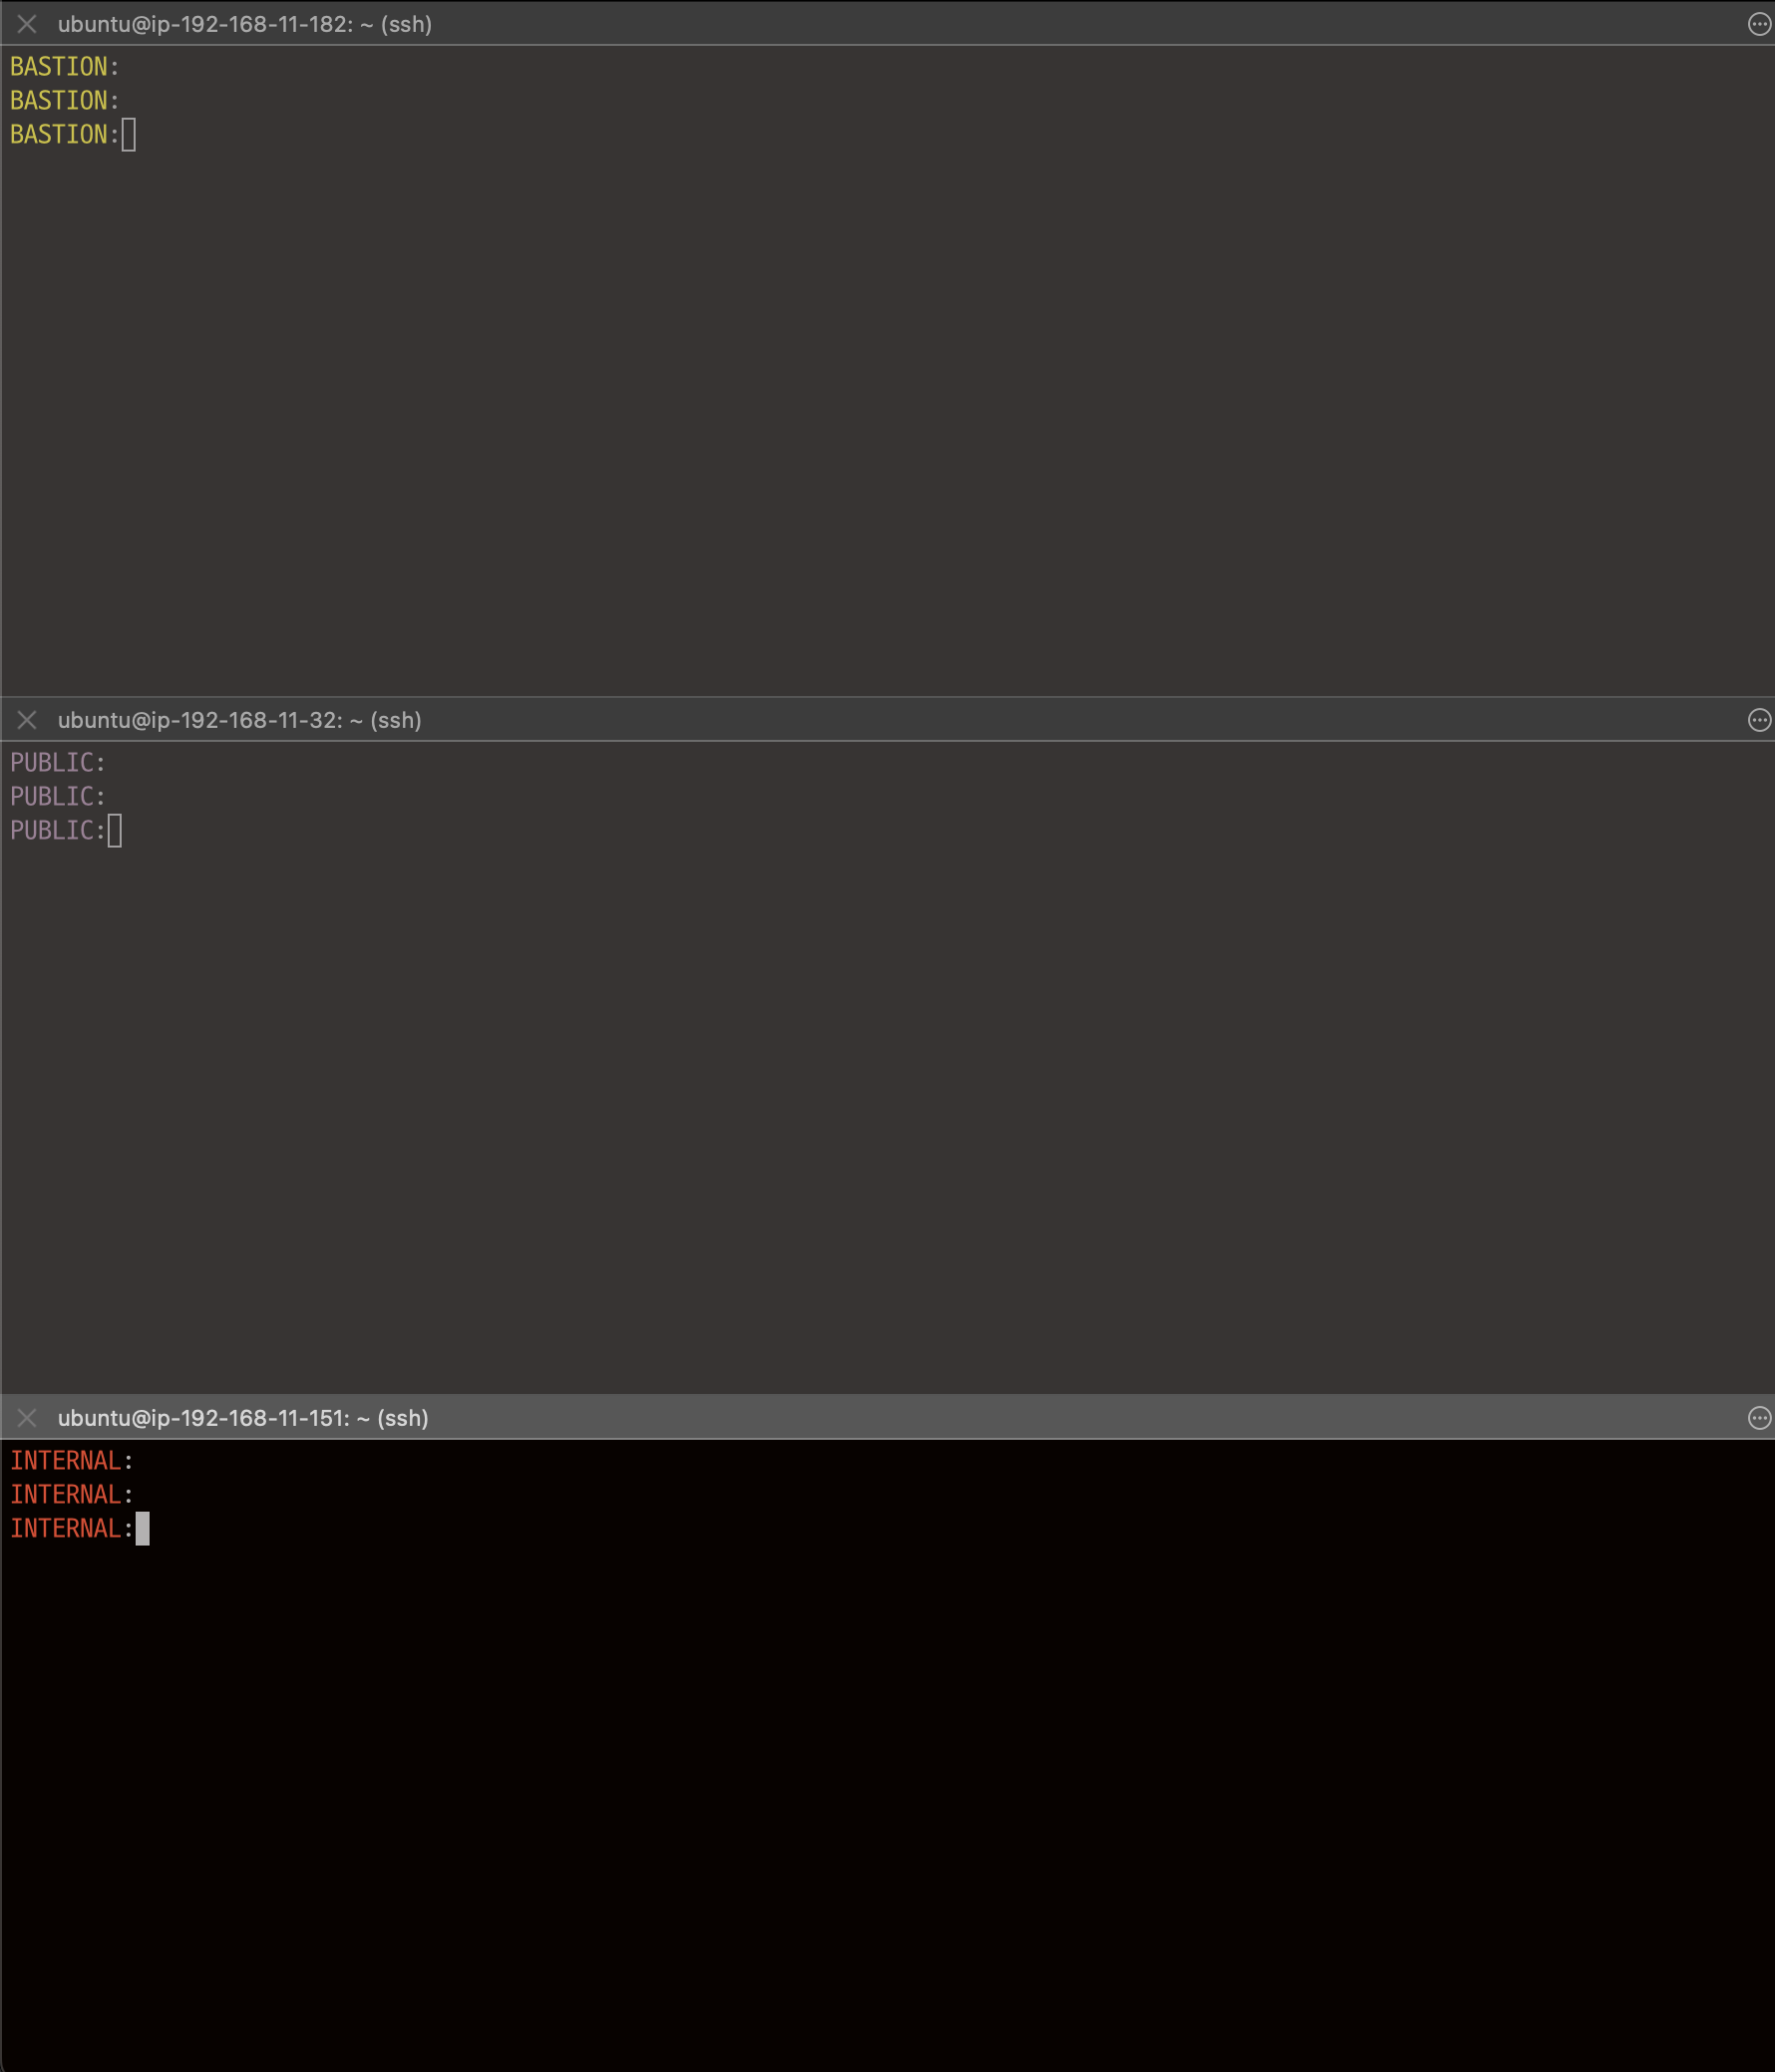 ubuntu@ip-192-168-11-182: ~ (ssh)
BASTION:
BASTION:
BASTION:
ubuntu@ip-192-168-11-32: ~ (ssh)
PUBLIC:
PUBLIC:
PUBLIC:
ubuntu@ip-192-168-11-151: ~ (ssh)
INTERNAL:
INTERNAL:
INTERNAL: